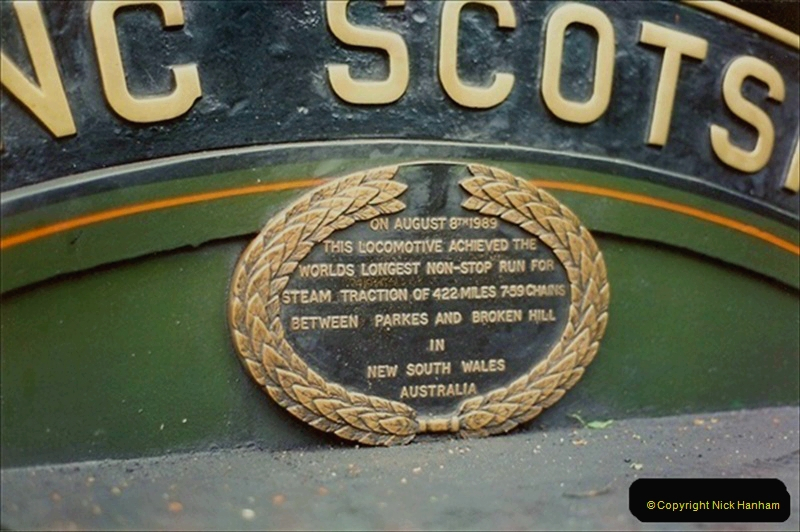 NG SCOTS
ON AUGUST 8TH 1989
THIS LOCOMOTIVE ACHIEVED THE
WORLDS LONGEST NON-STOP RUN FOR
STEAM TRACTION OF 422 MILES 7·59 CHAINS
BETWEEN PARKES AND BROKEN HILL
IN
NEW SOUTH WALES
AUSTRALIA
©Copyright Nick Hanham